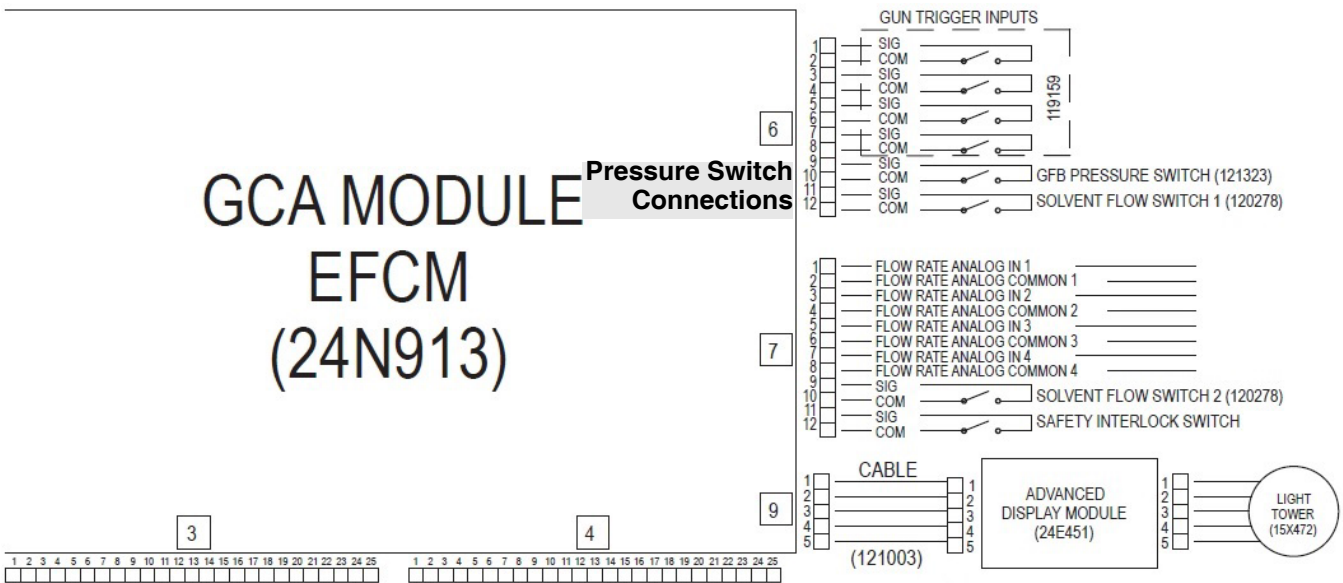 GUN TRIGGER INPUTS
1 SIG
2 COM
3 SIG
4 COM
5 SIG
6 COM
7 SIG
8 COM
119159
9 SIG
10 COM GFB PRESSURE SWITCH (121323)
11 SIG
12 COM SOLVENT FLOW SWITCH 1 (120278)
6
Pressure Switch
Connections
GCA MODULE
EFCM
(24N913)
1 FLOW RATE ANALOG IN 1
2 FLOW RATE ANALOG COMMON 1
3 FLOW RATE ANALOG IN 2
4 FLOW RATE ANALOG COMMON 2
5 FLOW RATE ANALOG IN 3
6 FLOW RATE ANALOG COMMON 3
7 FLOW RATE ANALOG IN 4
8 FLOW RATE ANALOG COMMON 4
9 SIG
10 COM SOLVENT FLOW SWITCH 2 (120278)
11 SIG
12 COM SAFETY INTERLOCK SWITCH
7
9
CABLE
1
2
3
4
5
(121003)
1
2
3
4
5
ADVANCED
DISPLAY MODULE
(24E451)
1
2
3
4
5
LIGHT
TOWER
(15X472)
3
4
1 2 3 4 5 6 7 8 9 10 11 12 13 14 15 16 17 18 19 20 21 22 23 24 25
1 2 3 4 5 6 7 8 9 10 11 12 13 14 15 16 17 18 19 20 21 22 23 24 25